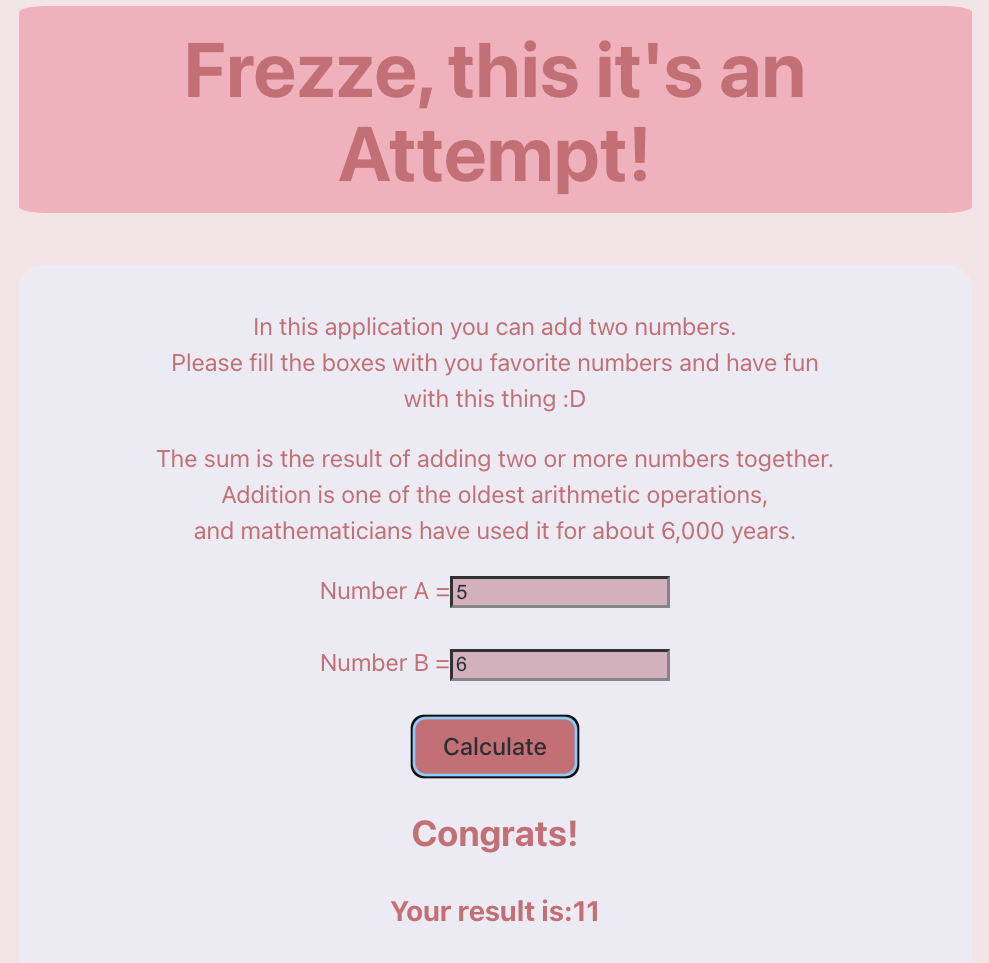 Frezze, this it's an
Attempt!
In this application you can add two numbers.
Please fill the boxes with you favorite numbers and have fun
with this thing :D
The sum is the result of adding two or more numbers together.
Addition is one of the oldest arithmetic operations,
and mathematicians have used it for about 6,000 years.
Number A =5
Number B =6
Calculate
Congrats!
Your result is:11